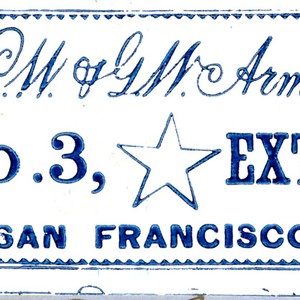 W. & G.W. Arm
o.3, EXT
SAN FRANCISCO